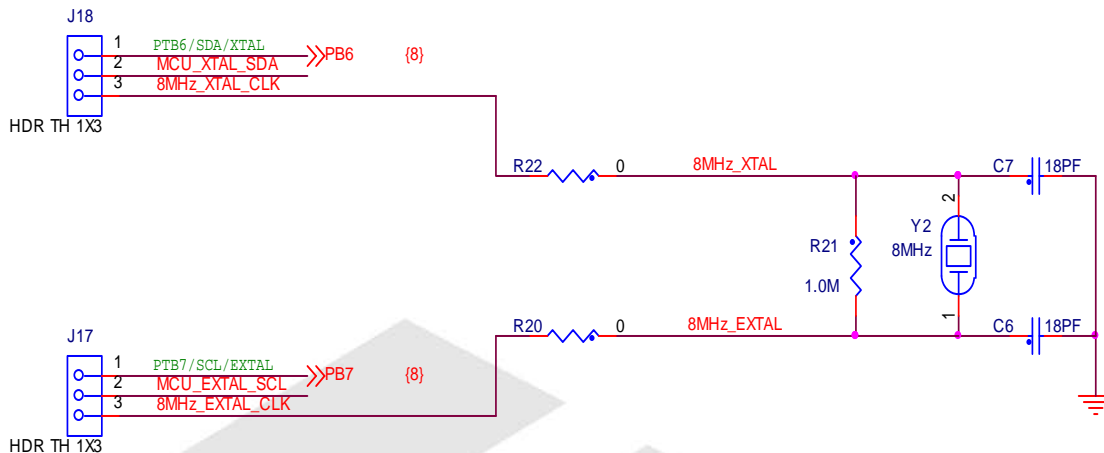 J18
1
PTB6/SDA/XTAL
PB6
{8}
2
MCU_XTAL_SDA
3
8MHz_XTAL_CLK
HDR TH 1X3
R22
0
8MHz_XTAL
C7
18PF
2
Y2
8MHz
R21
1.0M
1
R20
0
8MHz_EXTAL
C6
18PF
J17
1
PTB7/SCL/EXTAL
PB7
{8}
2
MCU_EXTAL_SCL
3
8MHz_EXTAL_CLK
HDR TH 1X3